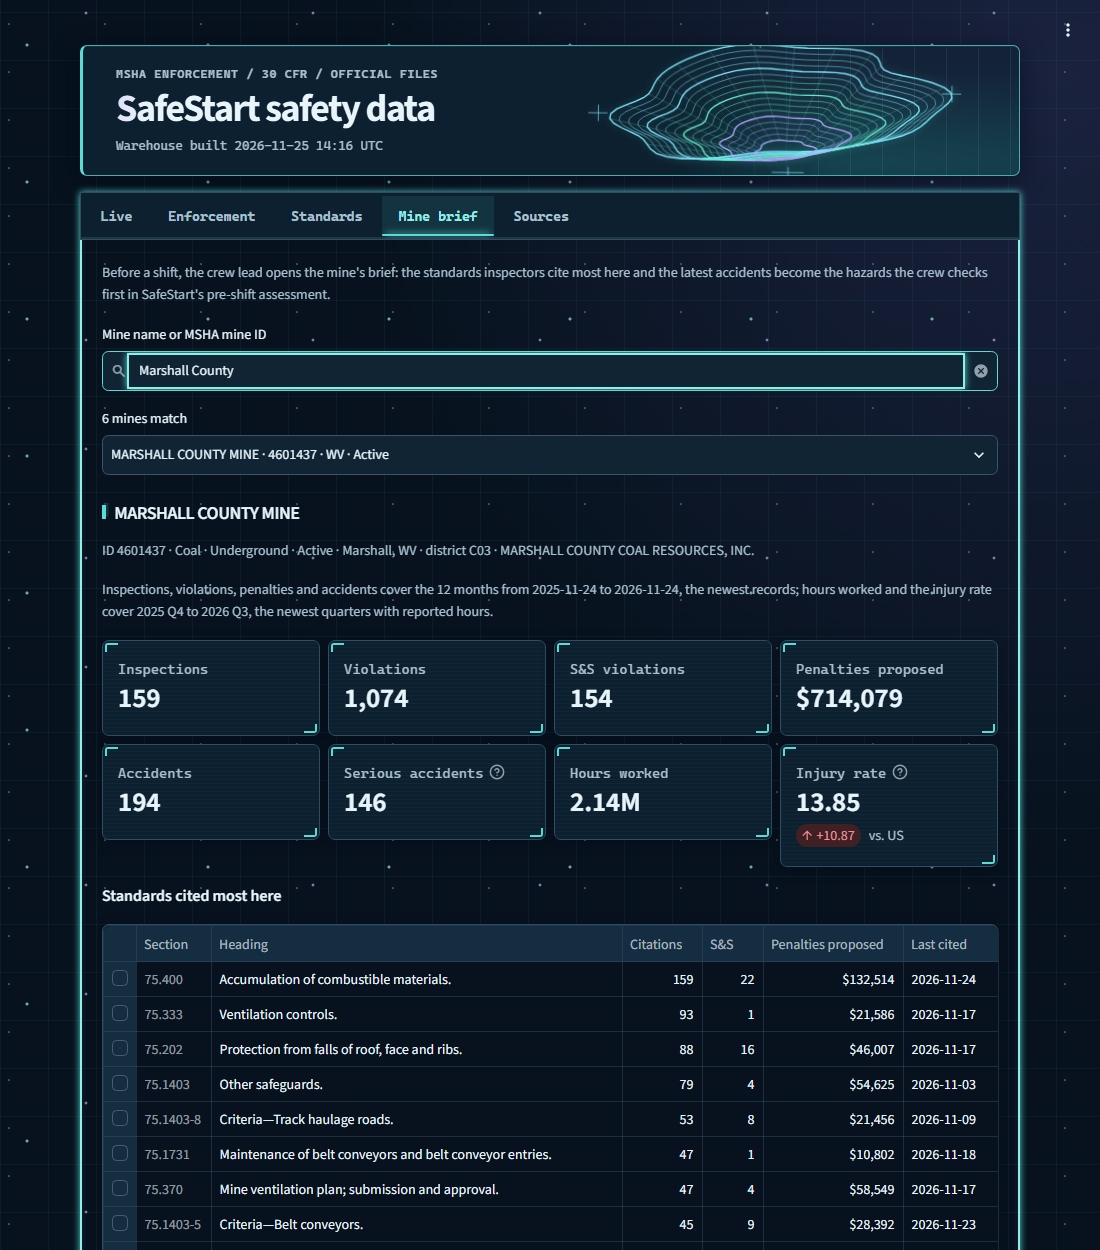 MSHA ENFORCEMENT / 30 CFR / OFFICIAL FILES
SafeStart safety data
Warehouse built 2026-11-25 14:16 UTC
Live
Enforcement
Standards
Mine brief
Sources
Before a shift, the crew lead opens the mine's brief: the standards inspectors cite most here and the latest accidents become the hazards the crew checks
first in SafeStart's pre-shift assessment.
Mine name or MSHA mine ID
Marshall County
6 mines match
MARSHALL COUNTY MINE · 4601437 · WV · Active
MARSHALL COUNTY MINE
ID 4601437 · Coal · Underground · Active · Marshall, WV · district C03 · MARSHALL COUNTY COAL RESOURCES, INC.
Inspections, violations, penalties and accidents cover the 12 months from 2025-11-24 to 2026-11-24, the newest records; hours worked and the injury rate
cover 2025 Q4 to 2026 Q3, the newest quarters with reported hours.
Inspections
159
Violations
1,074
S&S violations
154
Penalties proposed
$714,079
Accidents
194
Serious accidents
146
Hours worked
2.14M
Injury rate
13.85
↑ +10.87 vs. US
Standards cited most here
Section Heading Citations S&S Penalties proposed Last cited
75.400 Accumulation of combustible materials. 159 22 $132,514 2026-11-24
75.333 Ventilation controls. 93 1 $21,586 2026-11-17
75.202 Protection from falls of roof, face and ribs. 88 16 $46,007 2026-11-17
75.1403 Other safeguards. 79 4 $54,625 2026-11-03
75.1403-8 Criteria—Track haulage roads. 53 8 $21,456 2026-11-09
75.1731 Maintenance of belt conveyors and belt conveyor entries. 47 1 $10,802 2026-11-18
75.370 Mine ventilation plan; submission and approval. 47 4 $58,549 2026-11-17
75.1403-5 Criteria—Belt conveyors. 45 9 $28,392 2026-11-23